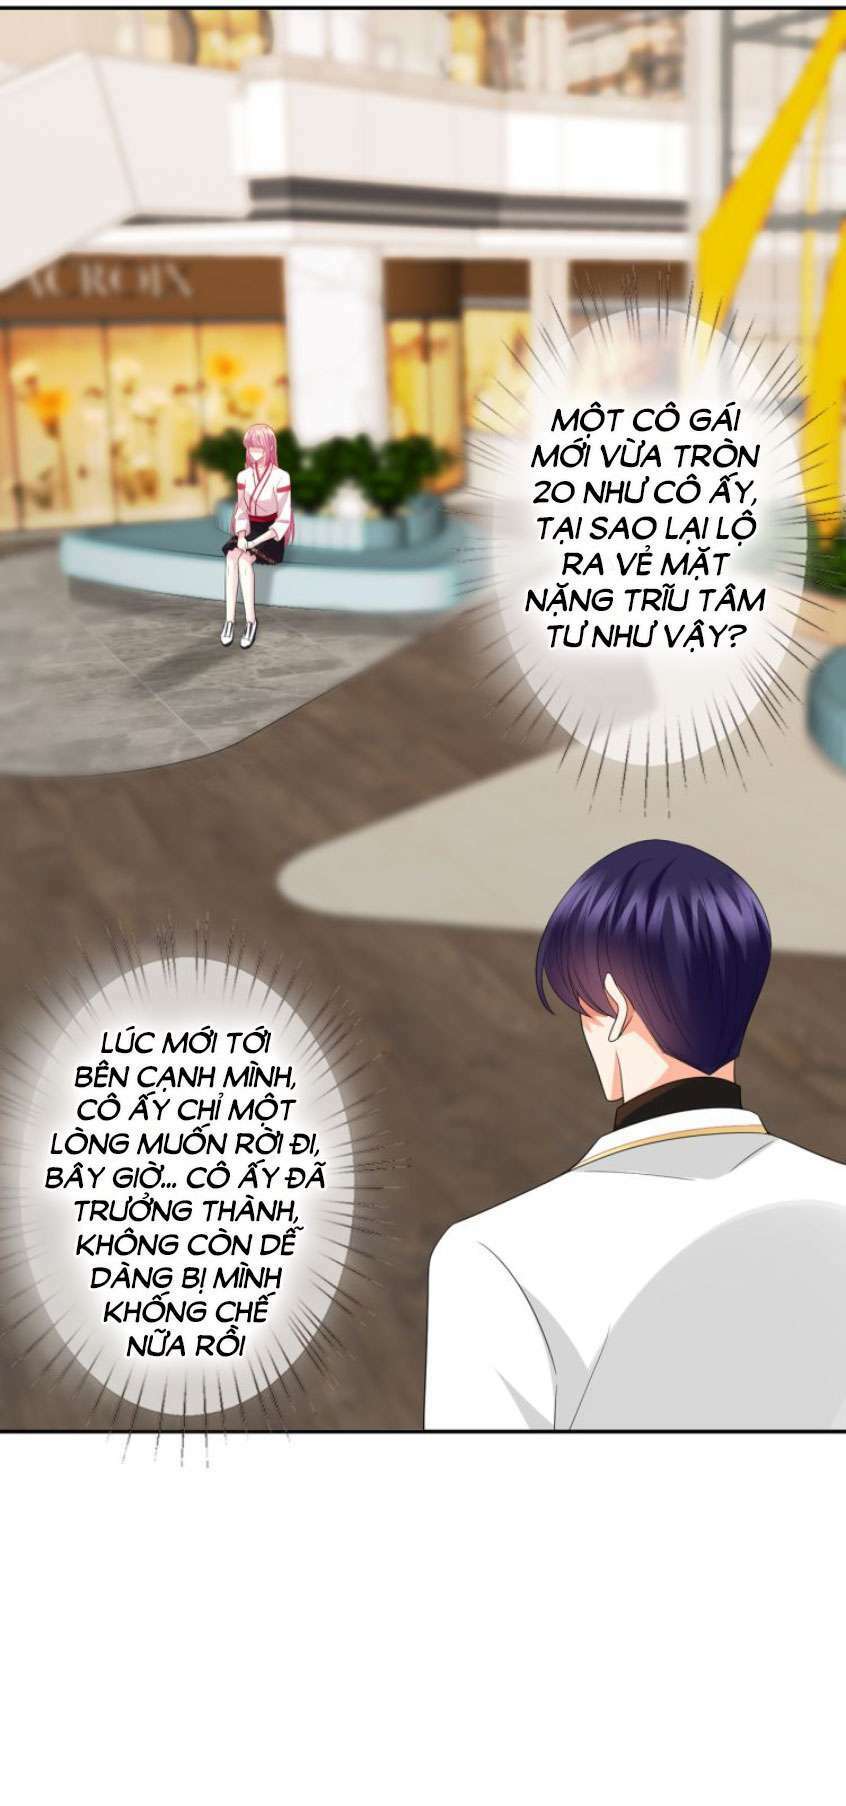 ACROIX
MỘT CÔ GÁI
MỚI VỪA TRÒN
20 NHƯ CÔ ẤY,
TẠI SAO LẠI LỘ
RA VẺ MẶT
NẶNG TRĨU TÂM
TƯ NHƯ VẬY?
LÚC MỚI TỚI
BÊN CẠNH MÌNH,
CÔ ẤY CHỈ MỘT
LÒNG MUỐN RỜI ĐI,
BÂY GIỜ... CÔ ẤY ĐÃ
TRƯỞNG THÀNH,
KHÔNG CÒN DỄ
DÀNG BỊ MÌNH
KHỐNG CHẾ
NỮA RỒI